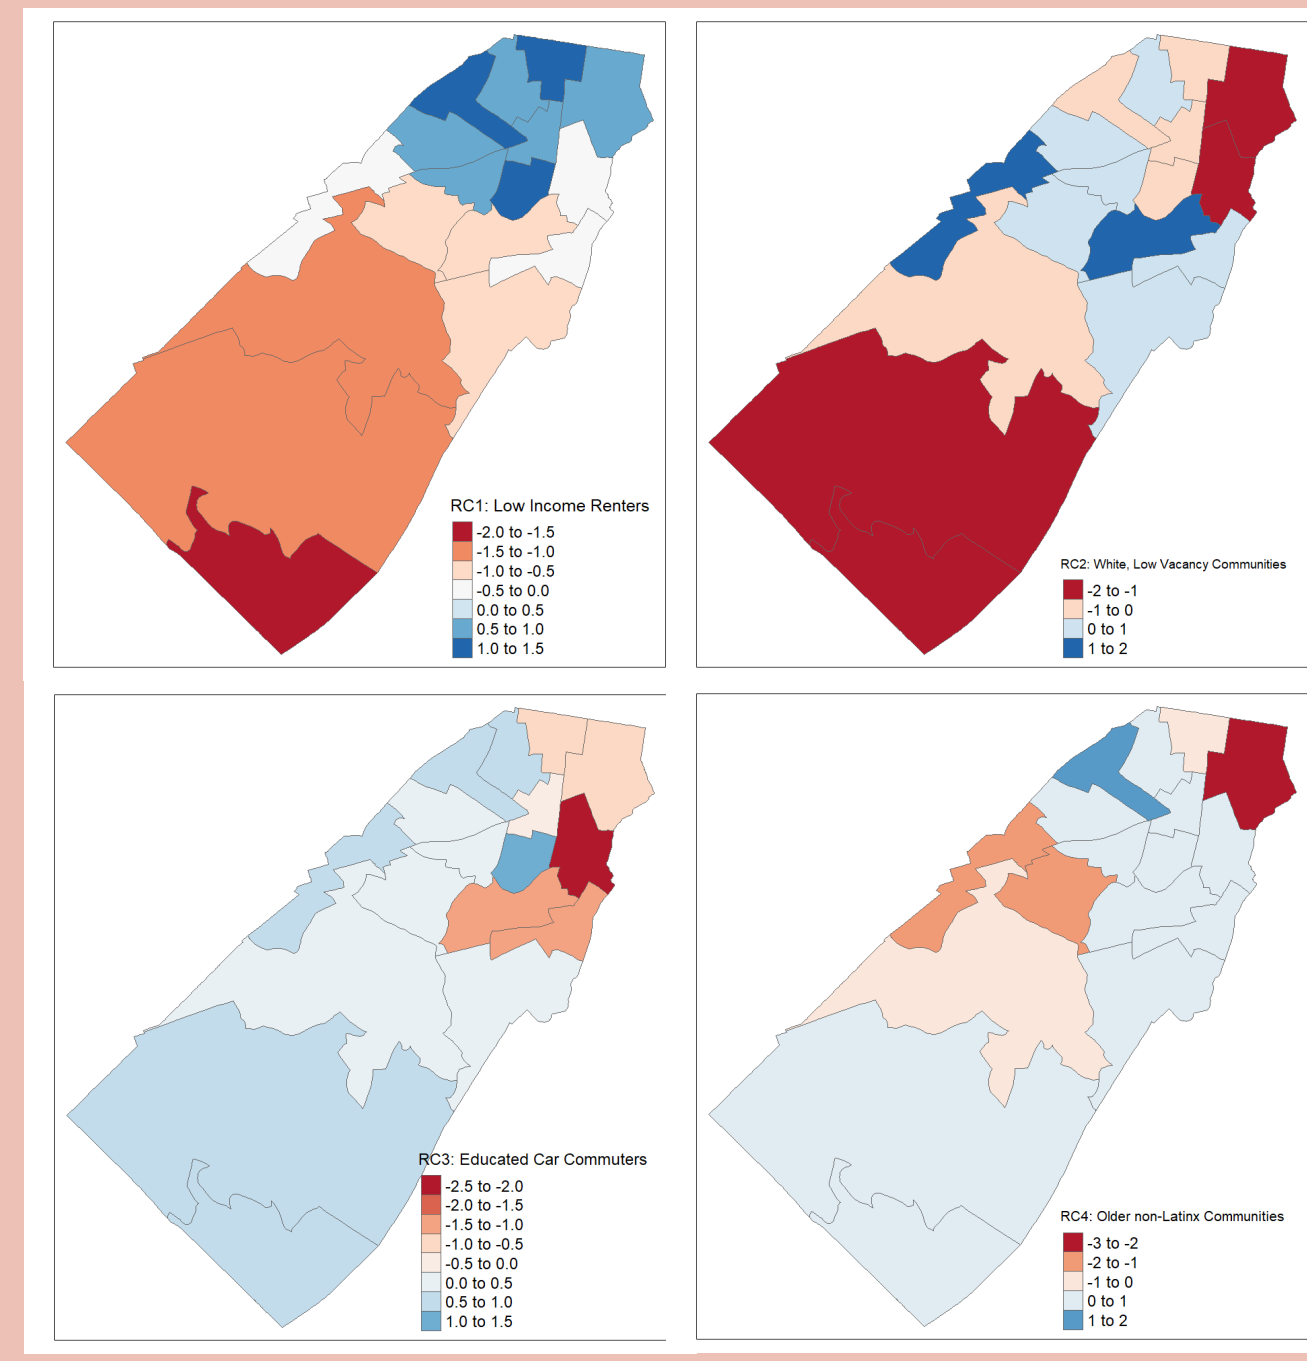 RC1: Low Income Renters
-2.0 to -1.5
-1.5 to -1.0
-1.0 to -0.5
-0.5 to 0.0
0.0 to 0.5
0.5 to 1.0
1.0 to 1.5
RC2: White, Low Vacancy Communities
-2 to -1
-1 to 0
0 to 1
1 to 2
RC3: Educated Car Commuters
-2.5 to -2.0
-2.0 to -1.5
-1.5 to -1.0
-1.0 to -0.5
-0.5 to 0.0
0.0 to 0.5
0.5 to 1.0
1.0 to 1.5
RC4: Older non-Latinx Communities
-3 to -2
-2 to -1
-1 to 0
0 to 1
1 to 2